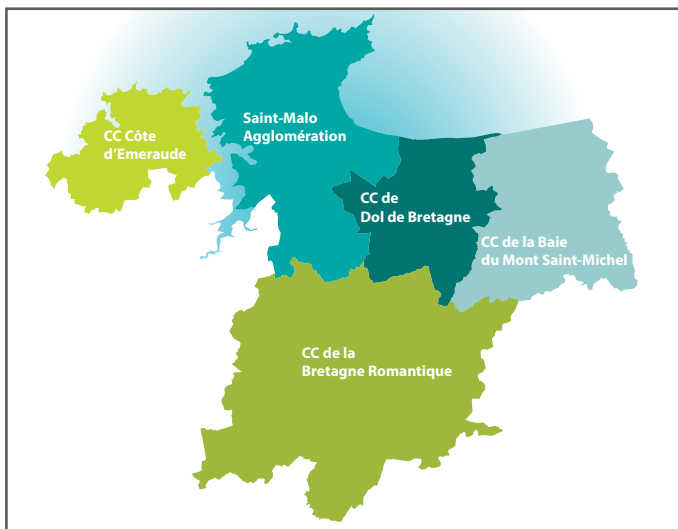 CC Côte
d'Emeraude
Saint-Malo
Agglomération
CC de
Dol de Bretagne
CC de la Baie
du Mont Saint-Michel
CC de la
Bretagne Romantique